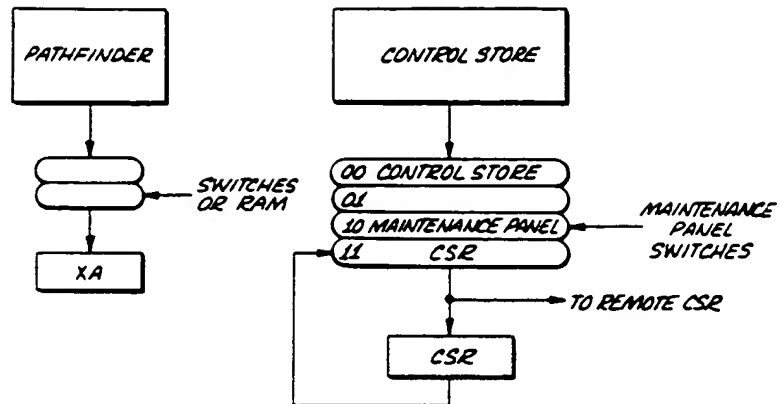 PATHFINDER
SWITCHES
OR RAM
XA
CONTROL STORE
00 CONTROL STORE
01
10 MAINTENANCE PANEL
11 CSR
MAINTENANCE
PANEL
SWITCHES
TO REMOTE CSR
CSR